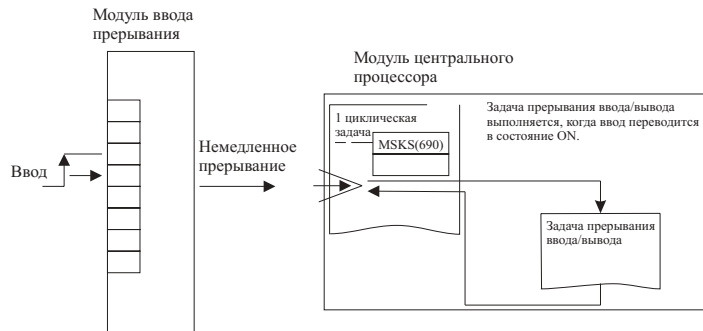 Модуль ввода
прерывания
Модуль центрального
процессора
1 циклическая
задача
MSKS(690)
Задача прерывания ввода/вывода
выполняется, когда ввод переводится
в состояние ON.
Немедленное
прерывание
Ввод
Задача прерывания
ввода/вывода